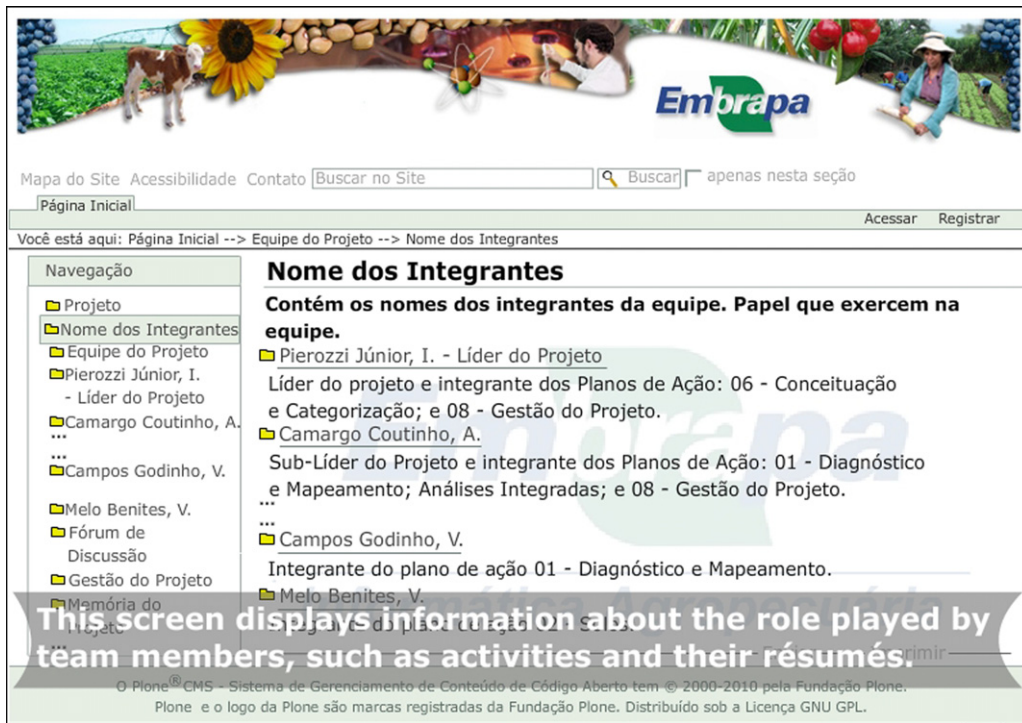 Embrapa
Mapa do Site Acessibilidade Contato Buscar no Site Buscar apenas nesta seção
Página Inicial
Acessar Registrar
Você está aqui: Página Inicial --> Equipe do Projeto --> Nome dos Integrantes
Navegação
Projeto
Nome dos Integrantes
Equipe do Projeto
Pierozzi Júnior, I.
- Líder do Projeto
Camargo Coutinho, A.
...
...
Campos Godinho, V.
Melo Benites, V.
Fórum de
Discussão
Gestão do Projeto
Memória do
Projeto
Nome dos Integrantes
Contém os nomes dos integrantes da equipe. Papel que exercem na
equipe.
Pierozzi Júnior, I. - Líder do Projeto
Líder do projeto e integrante dos Planos de Ação: 06 - Conceituação
e Categorização; e 08 - Gestão do Projeto.
Camargo Coutinho, A.
Sub-Líder do Projeto e integrante dos Planos de Ação: 01 - Diagnóstico
e Mapeamento; Análises Integradas; e 08 - Gestão do Projeto.
...
...
Campos Godinho, V.
Integrante do plano de ação 01 - Diagnóstico e Mapeamento.
Melo Benites, V.
Embrapa
Agropecuária
This screen displays information about the role played by
team members, such as activities and their résumés.
O Plone® CMS - Sistema de Gerenciamento de Conteúdo de Código Aberto tem © 2000-2010 pela Fundação Plone.
Plone e o logo da Plone são marcas registradas da Fundação Plone. Distribuído sob a Licença GNU GPL.